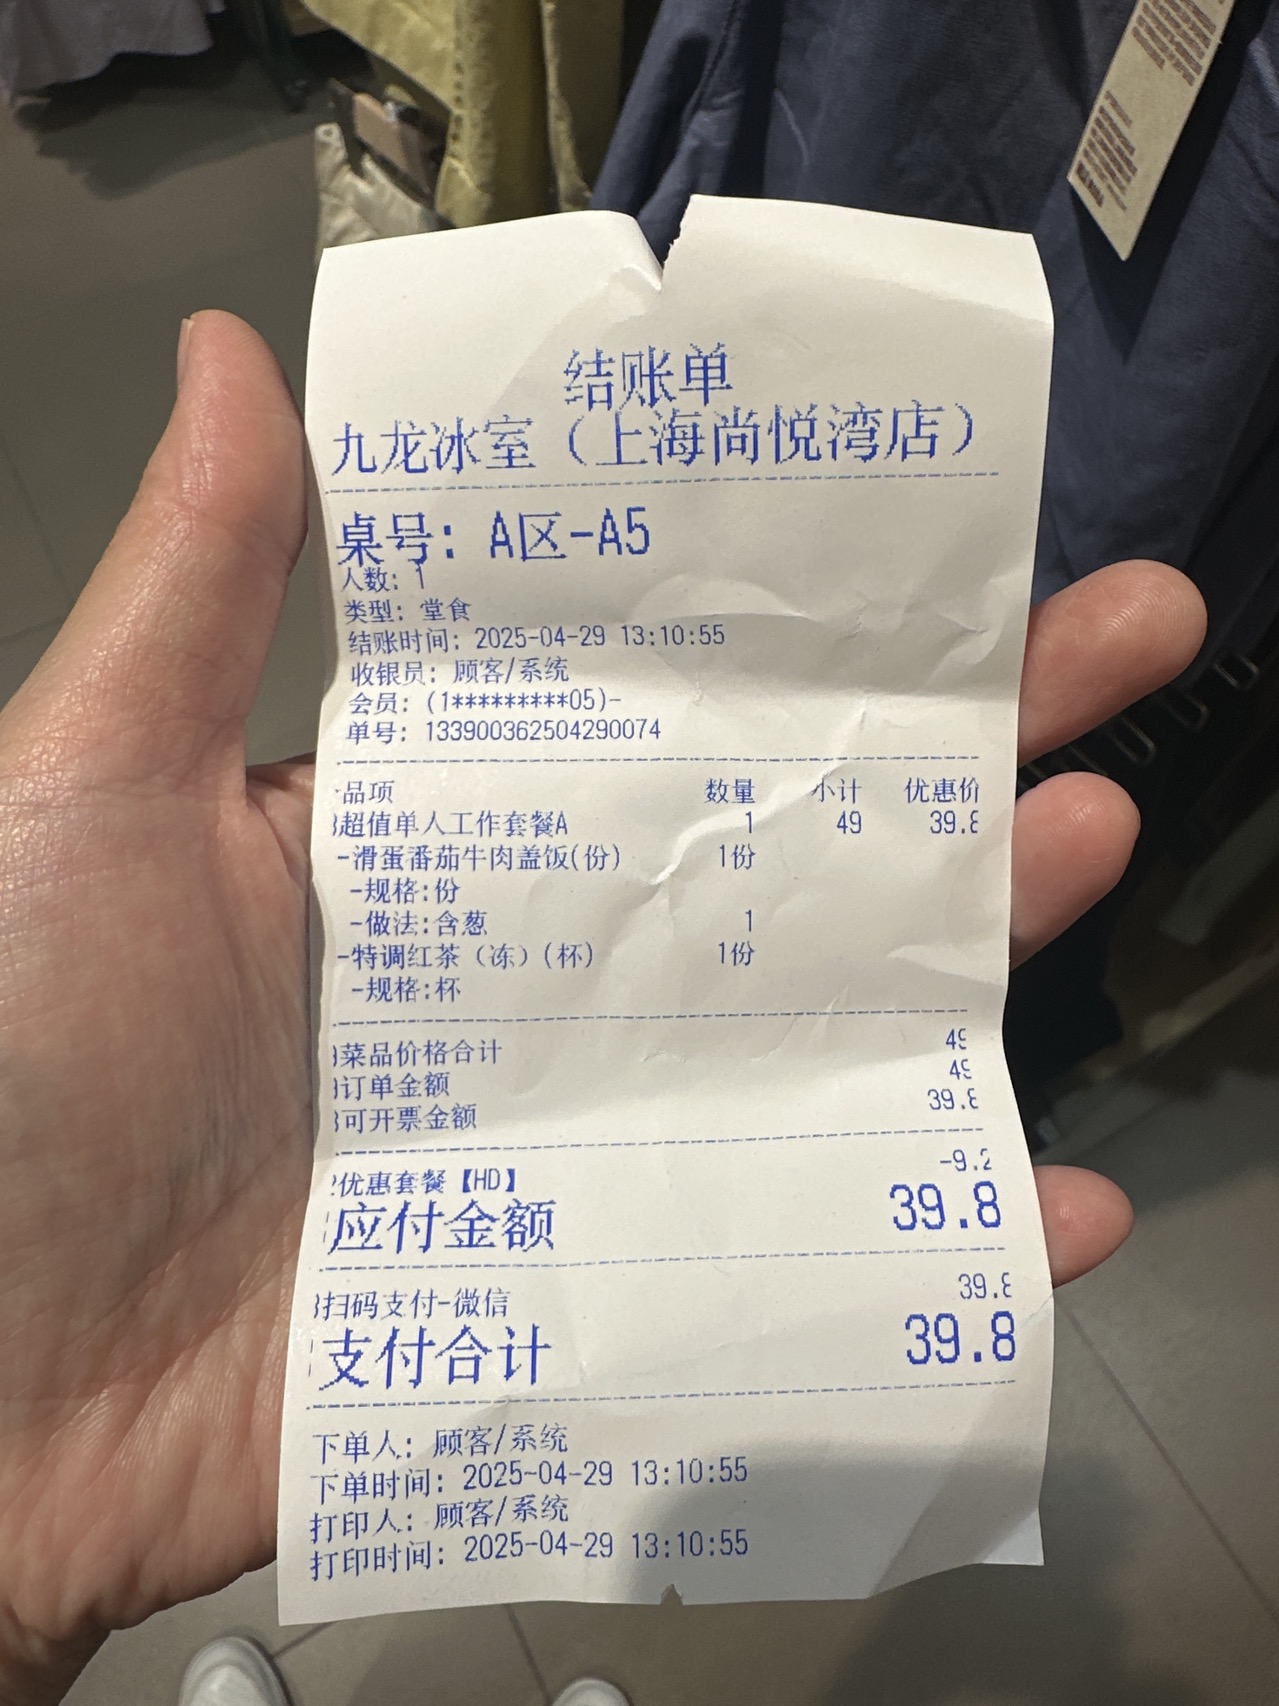 结账单
九龙冰室（上海尚悦湾店）
桌号: A区-A5
人数: 1
类型: 堂食
结账时间: 2025-04-29 13:10:55
收银员: 顾客/系统
会员: (1*********05)-
单号: 133900362504290074
品项 数量 小计 优惠价
超值单人工作套餐A 1 49 39.8
-滑蛋番茄牛肉盖饭(份) 1份
-规格:份
-做法:含葱 1
-特调红茶（冻）(杯) 1份
-规格:杯
菜品价格合计 49
订单金额 49
可开票金额 39.8
优惠套餐【HD】 -9.2
应付金额 39.8
扫码支付-微信 39.8
支付合计 39.8
下单人: 顾客/系统
下单时间: 2025-04-29 13:10:55
打印人: 顾客/系统
打印时间: 2025-04-29 13:10:55